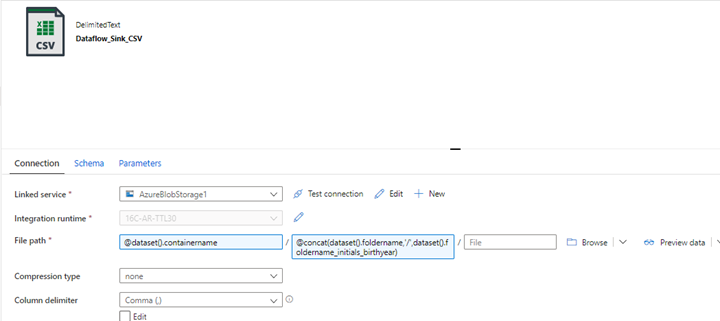 CSV
DelimitedText
Dataflow_Sink_CSV
Connection Schema Parameters
Linked service * AzureBlobStorage1 Test connection Edit New
Integration runtime * 16C-AR-TTL30
File path * @dataset().containername / @concat(dataset().foldername,'/',dataset().f / File Browse Preview data
oldername_initials_birthyear)
Compression type none
Column delimiter Comma (,)
Edit